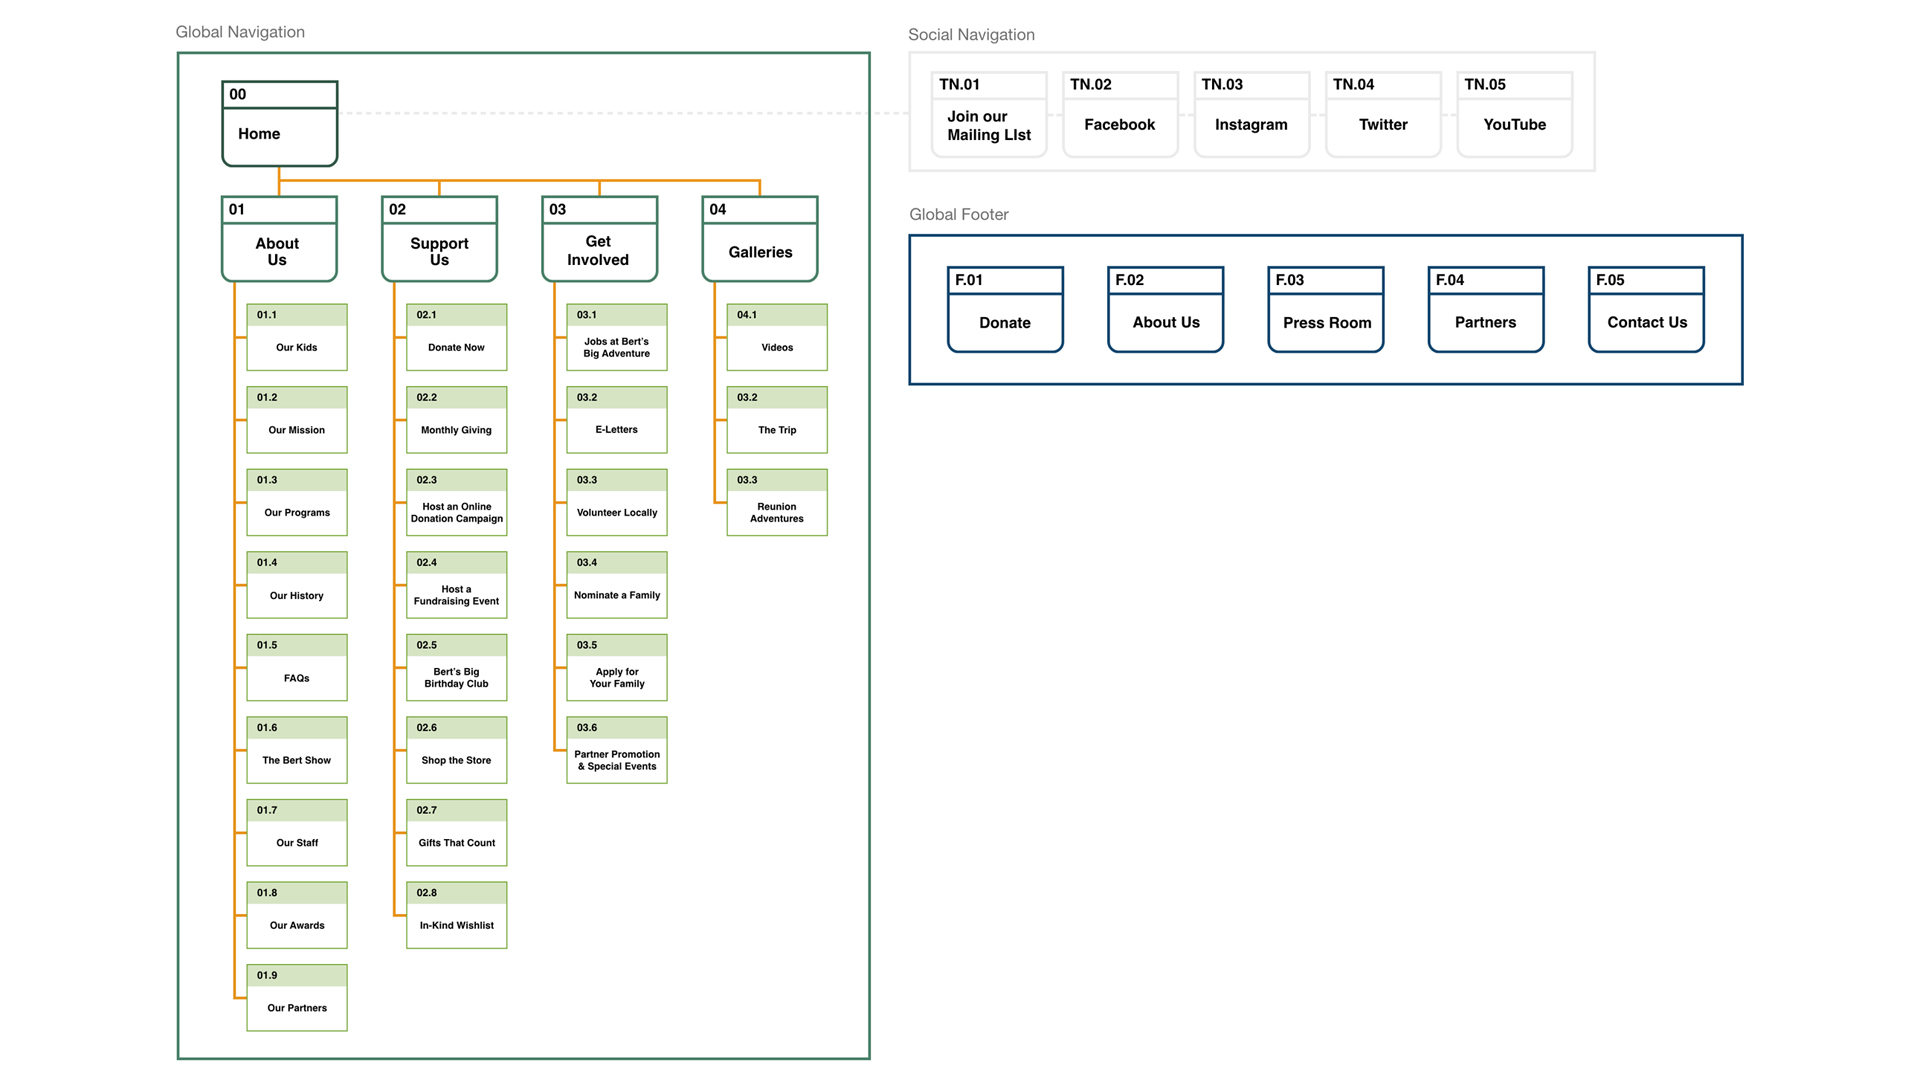 Global Navigation
00
Home
01
About
Us
01.1
Our Kids
01.2
Our Mission
01.3
Our Programs
01.4
Our History
01.5
FAQs
01.6
The Bert Show
01.7
Our Staff
01.8
Our Awards
01.9
Our Partners
02
Support
Us
02.1
Donate Now
02.2
Monthly Giving
02.3
Host an Online
Donation Campaign
02.4
Host a
Fundraising Event
02.5
Bert's Big
Birthday Club
02.6
Shop the Store
02.7
Gifts That Count
02.8
In-Kind Wishlist
03
Get
Involved
03.1
Jobs at Bert's
Big Adventure
03.2
E-Letters
03.3
Volunteer Locally
03.4
Nominate a Family
03.5
Apply for
Your Family
03.6
Partner Promotion
& Special Events
04
Galleries
04.1
Videos
03.2
The Trip
03.3
Reunion
Adventures
Social Navigation
TN.01
Join our
Mailing LIst
TN.02
Facebook
TN.03
Instagram
TN.04
Twitter
TN.05
YouTube
Global Footer
F.01
Donate
F.02
About Us
F.03
Press Room
F.04
Partners
F.05
Contact Us